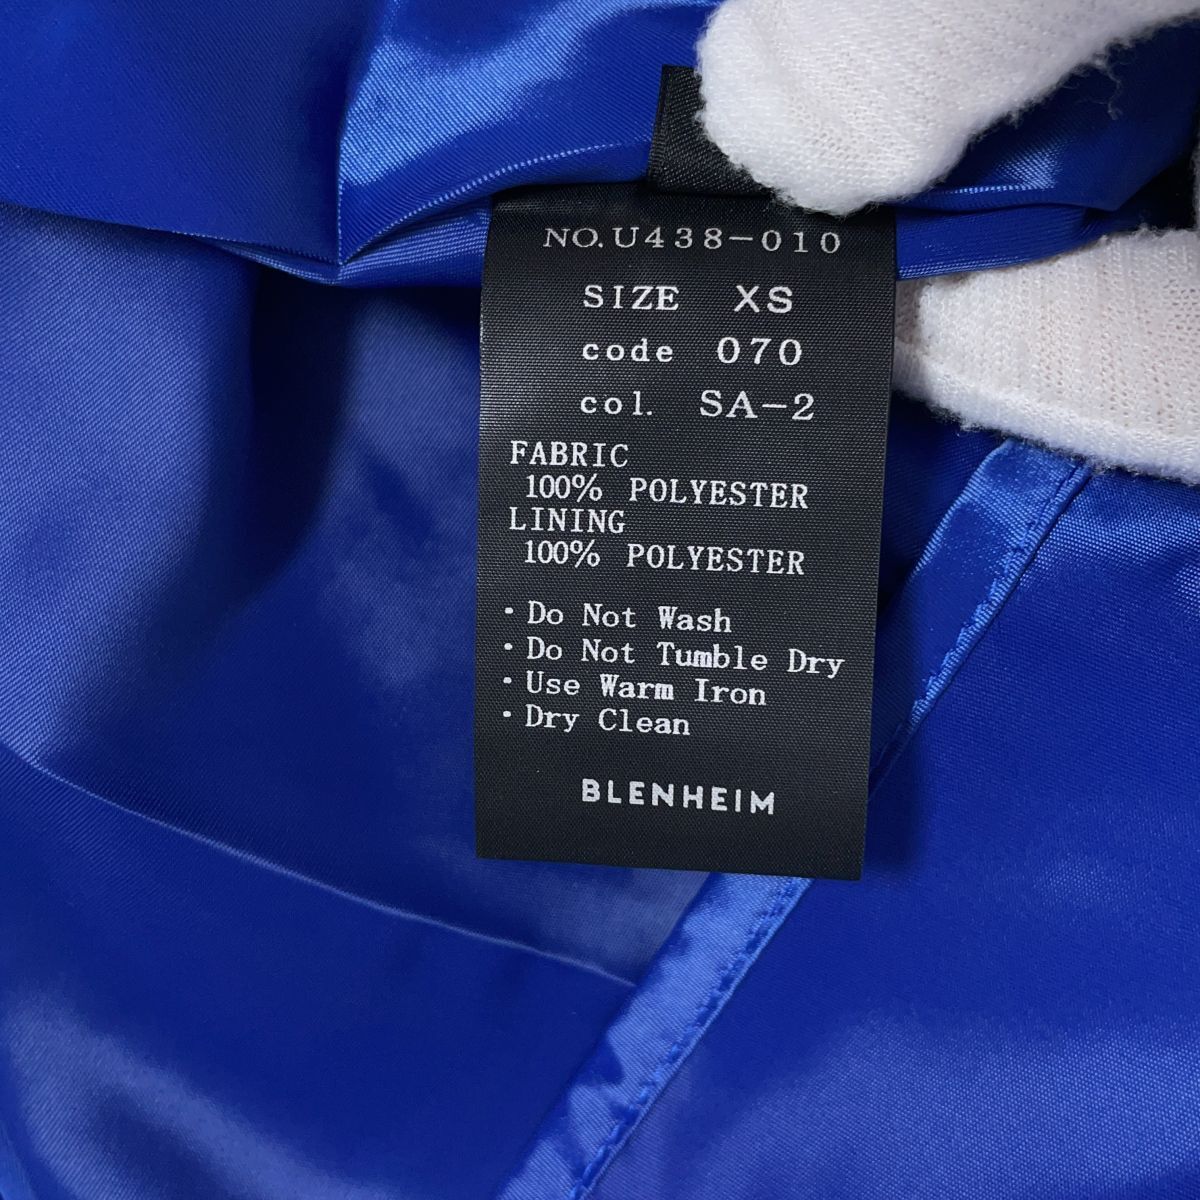 NO.U438-010
SIZE XS
code 070
col. SA-2
FABRIC
100% POLYESTER
LINING
100% POLYESTER
・Do Not Wash
・Do Not Tumble Dry
・Use Warm Iron
・Dry Clean
BLENHEIM